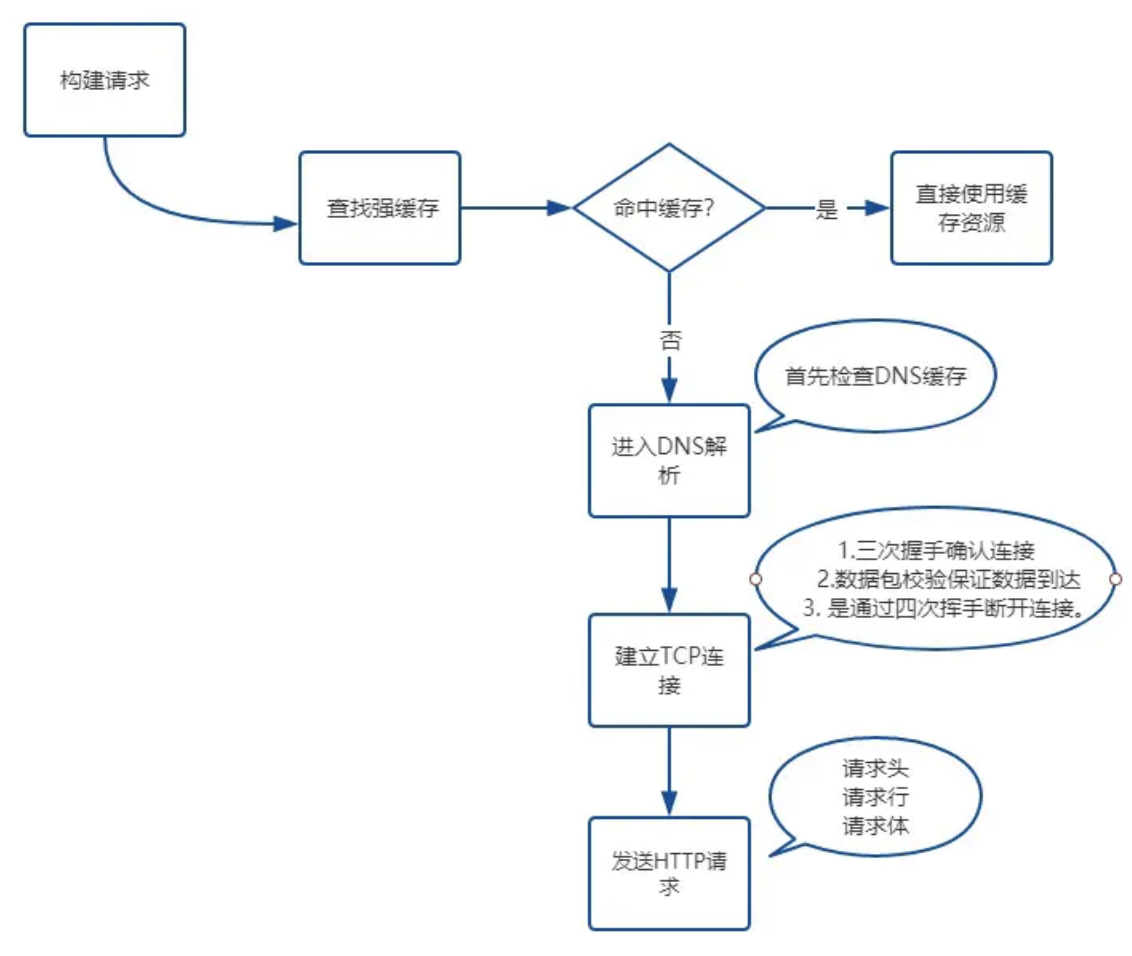 构建请求
查找强缓存
命中缓存?
是
直接使用缓
存资源
否
首先检查DNS缓存
进入DNS解
析
1.三次握手确认连接
2.数据包校验保证数据到达
3. 是通过四次挥手断开连接。
建立TCP连
接
请求头
请求行
请求体
发送HTTP请
求